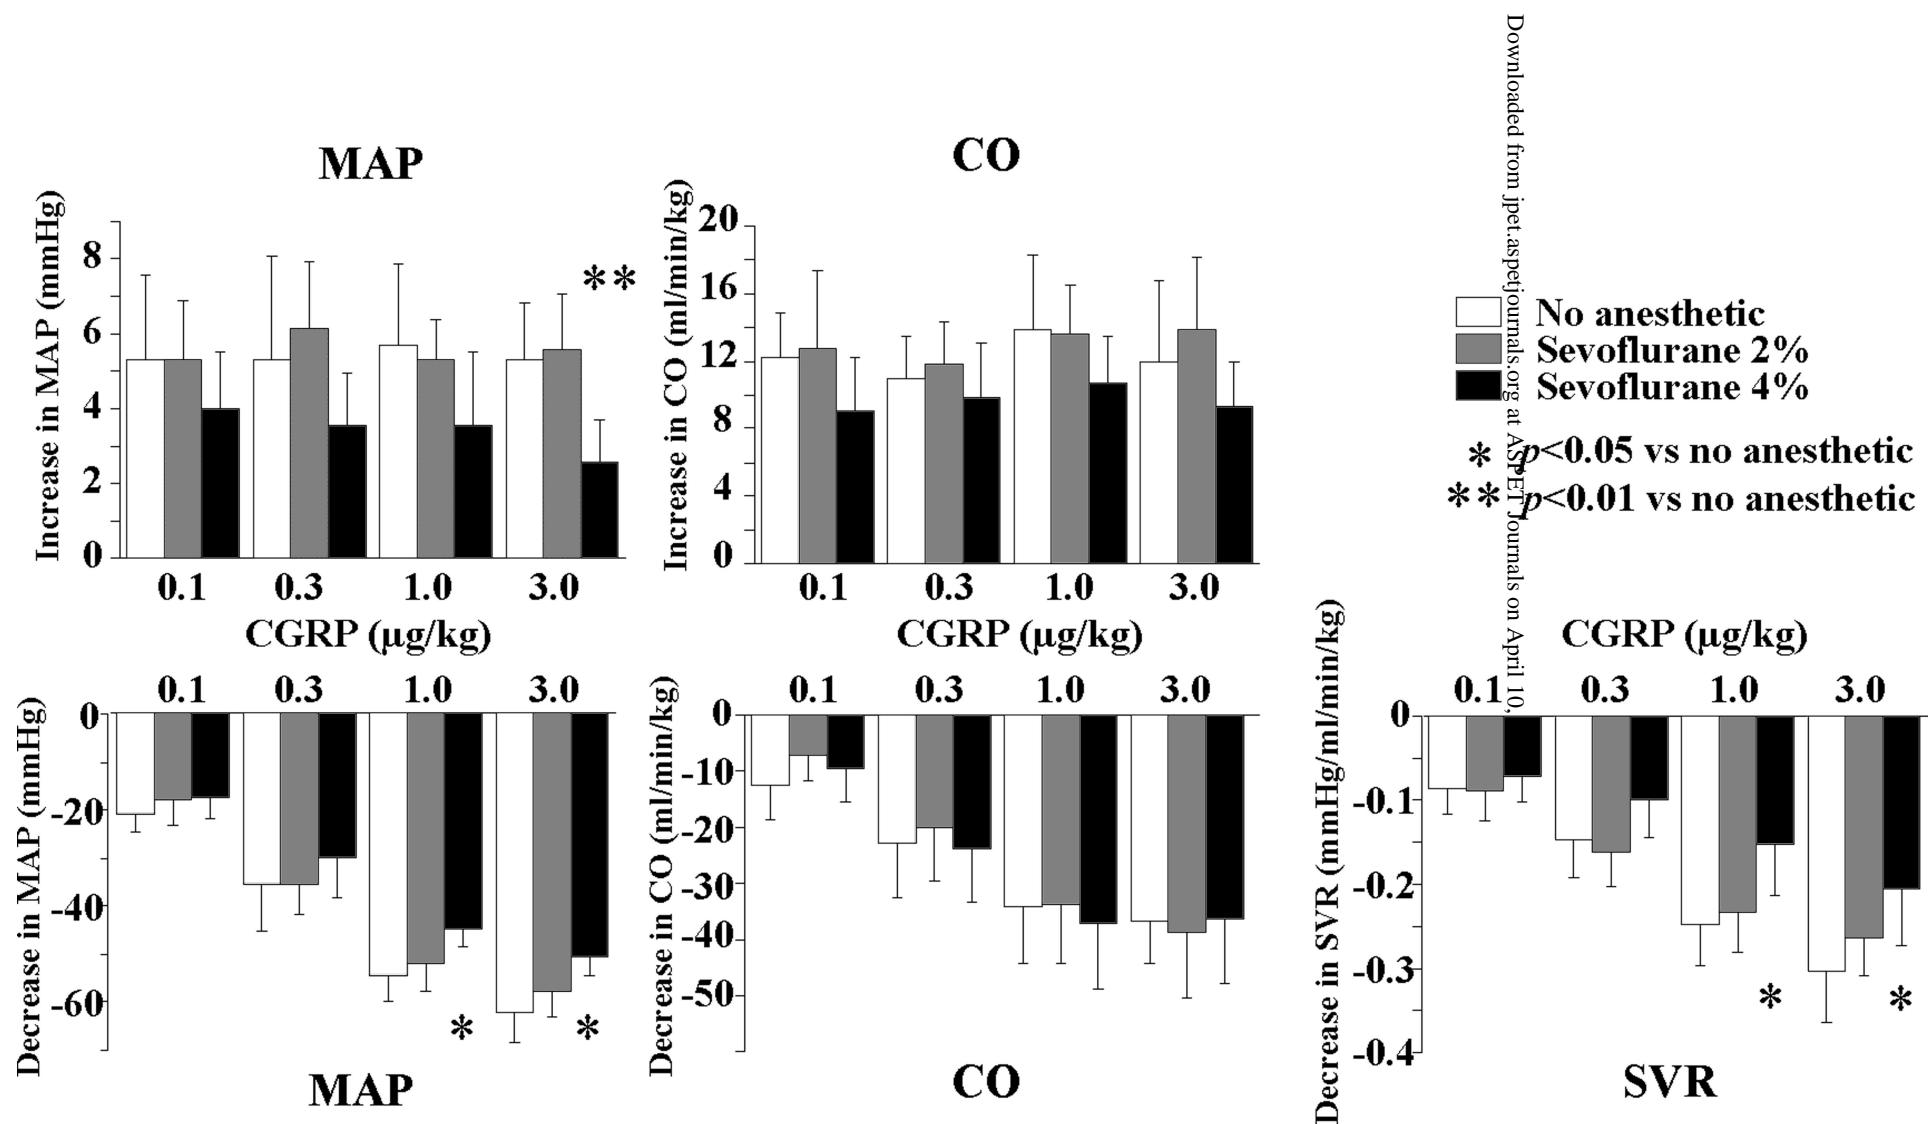 MAP
Increase in MAP (mmHg)
8
6
4
2
0
0.1 0.3 1.0 3.0
CGRP (μg/kg)
**
CO
Increase in CO (ml/min/kg)
20
16
12
8
4
0
0.1 0.3 1.0 3.0
CGRP (μg/kg)
No anesthetic
Sevoflurane 2%
Sevoflurane 4%
* p<0.05 vs no anesthetic
** p<0.01 vs no anesthetic
Downloaded from jpet.aspetjournals.org at ASPET Journals on April 10,
0.1 0.3 1.0 3.0
Decrease in MAP (mmHg)
0
-20
-40
-60
* *
MAP
0.1 0.3 1.0 3.0
Decrease in CO (ml/min/kg)
0
-10
-20
-30
-40
-50
CO
CGRP (μg/kg)
0.1 0.3 1.0 3.0
Decrease in SVR (mmHg/ml/min/kg)
0
-0.1
-0.2
-0.3
-0.4
* *
SVR